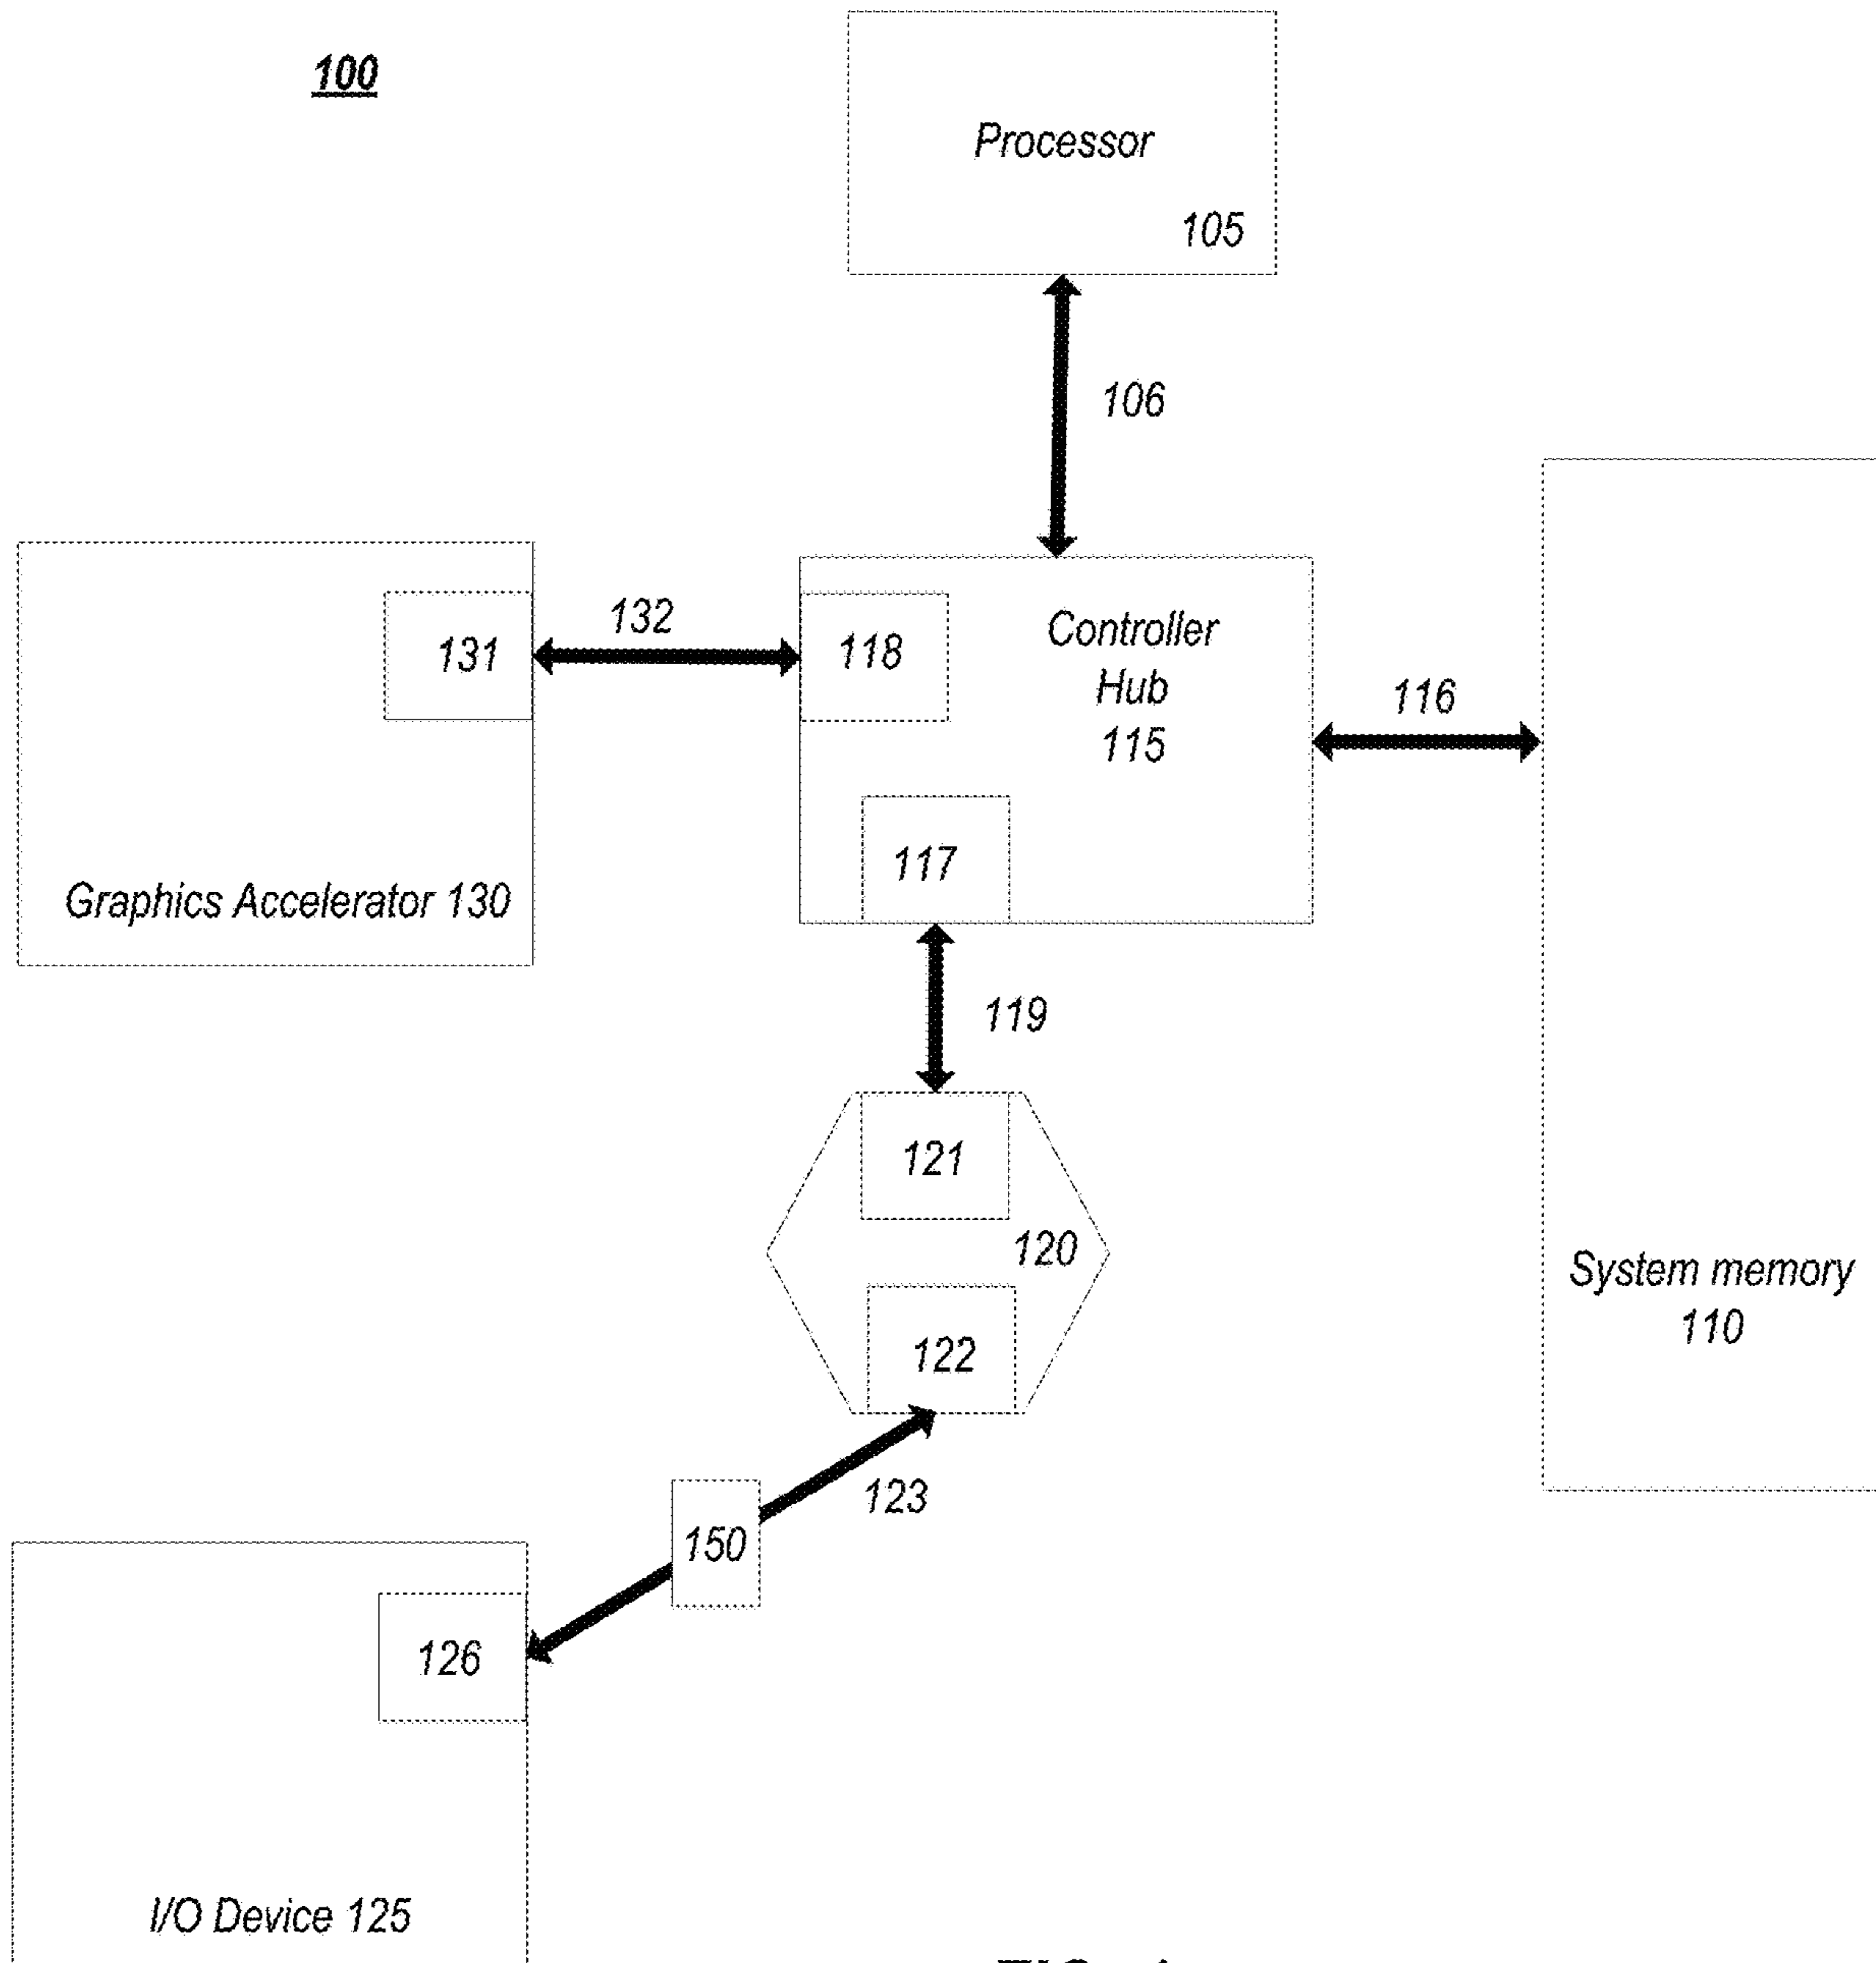 100
Processor
105
106
131
132
118
Controller
Hub
115
116
117
Graphics Accelerator 130
119
121
120
System memory
110
122
123
150
126
I/O Device 125